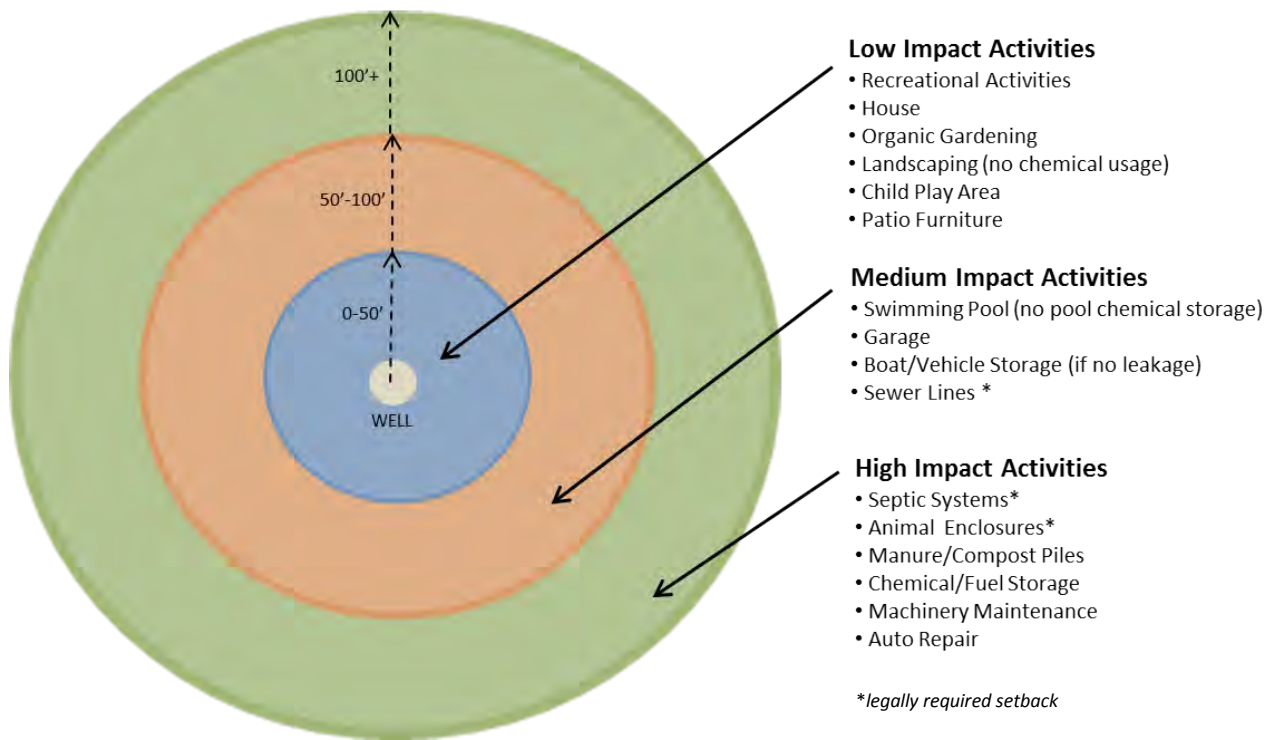 100’+
50’-100’
0-50’
WELL
Low Impact Activities
• Recreational Activities
• House
• Organic Gardening
• Landscaping (no chemical usage)
• Child Play Area
• Patio Furniture
Medium Impact Activities
• Swimming Pool (no pool chemical storage)
• Garage
• Boat/Vehicle Storage (if no leakage)
• Sewer Lines *
High Impact Activities
• Septic Systems*
• Animal Enclosures*
• Manure/Compost Piles
• Chemical/Fuel Storage
• Machinery Maintenance
• Auto Repair
*legally required setback